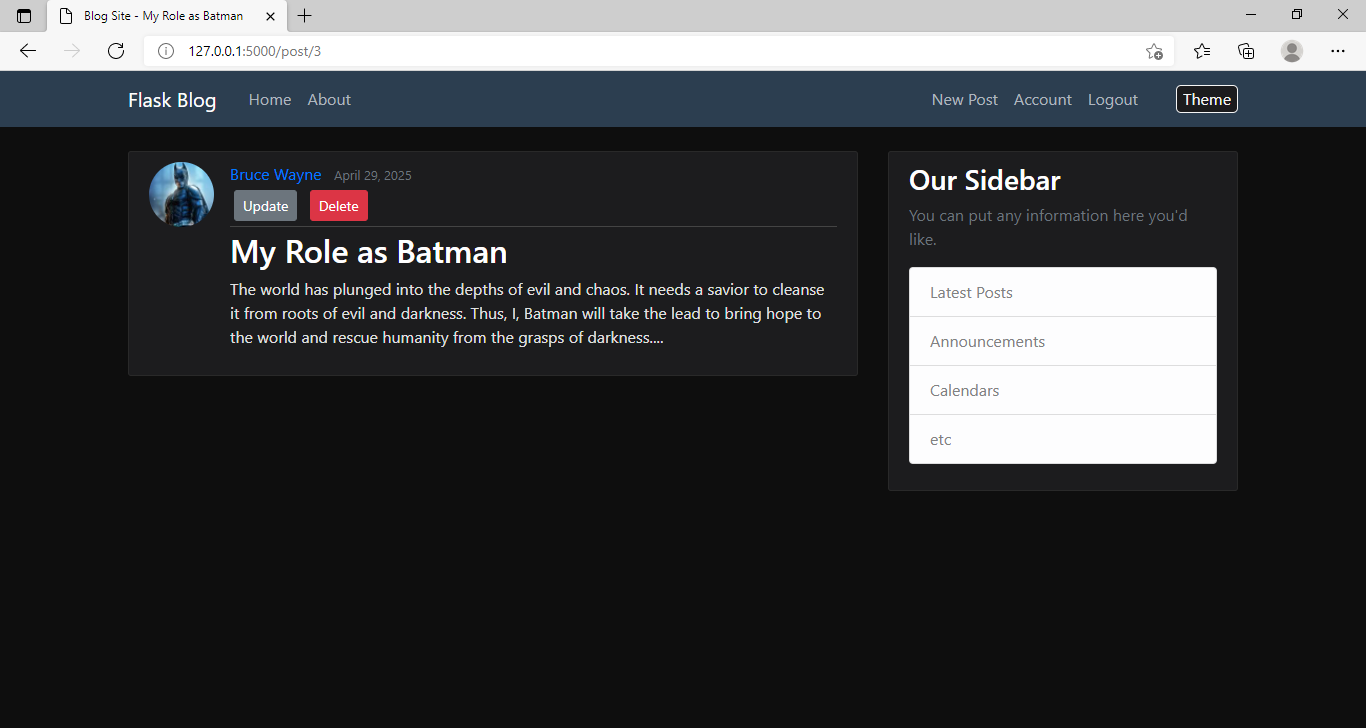 Blog Site - My Role as Batman
127.0.0.1:5000/post/3
Flask Blog Home About New Post Account Logout Theme
Bruce Wayne April 29, 2025
Update Delete
My Role as Batman
The world has plunged into the depths of evil and chaos. It needs a savior to cleanse
it from roots of evil and darkness. Thus, I, Batman will take the lead to bring hope to
the world and rescue humanity from the grasps of darkness....
Our Sidebar
You can put any information here you'd
like.
Latest Posts
Announcements
Calendars
etc